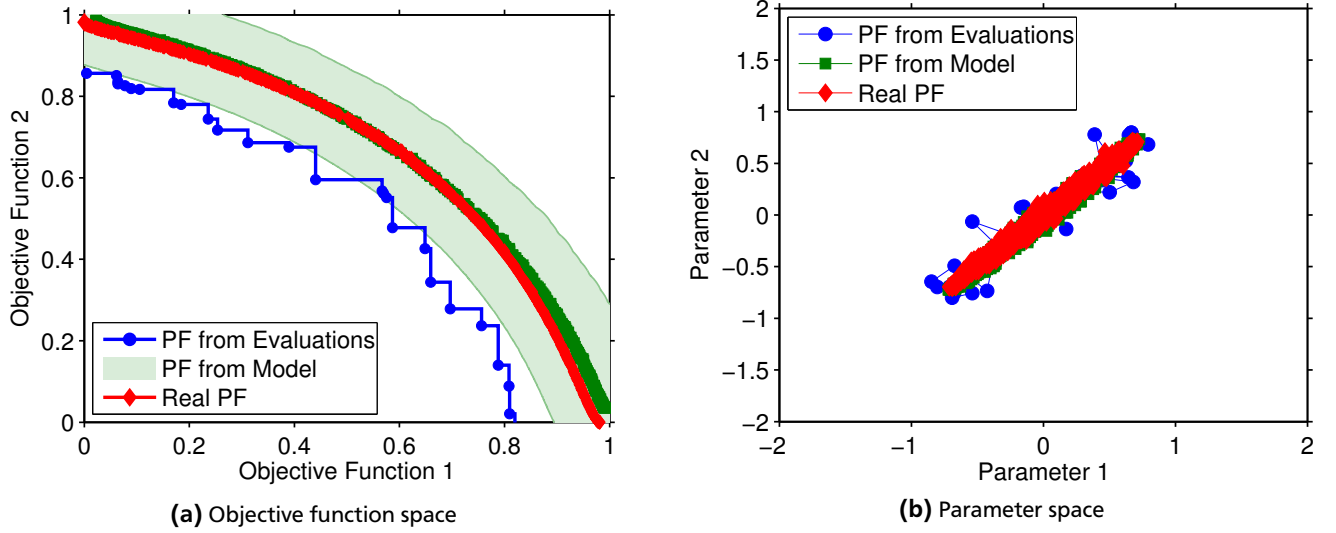 1
0.8
0.6
0.4
0.2
0
0
0.2
0.4
0.6
0.8
1
Objective Function 2
Objective Function 1
PF from Evaluations
PF from Model
Real PF
(a) Objective function space
2
1.5
1
0.5
0
−0.5
−1
−1.5
−2
−2
−1
0
1
2
Parameter 2
Parameter 1
PF from Evaluations
PF from Model
Real PF
(b) Parameter space